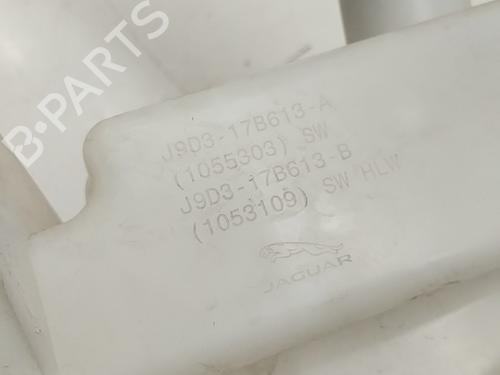 B-PARTS
J9D3-17B613-A
(1055303) SW
J9D3-17B613-B
(1053109) SW HLW
JAGUAR